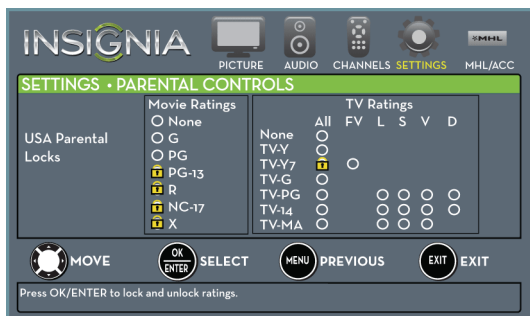 INSIGNIA
PICTURE AUDIO CHANNELS SETTINGS MHL/ACC
MHL
SETTINGS • PARENTAL CONTROLS
USA Parental
Locks
Movie Ratings
None
G
PG
PG-13
R
NC-17
X
TV Ratings
All FV L S V D
None
TV-Y
TV-Y7
TV-G
TV-PG
TV-14
TV-MA
MOVE
OK
ENTER
SELECT
MENU
PREVIOUS
EXIT
EXIT
Press OK/ENTER to lock and unlock ratings.